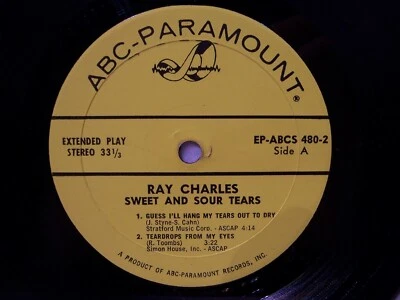 ABC-PARAMOUNT
®
EXTENDED PLAY
STEREO 33 1/3
EP-ABCS 480-2
Side A
RAY CHARLES
SWEET AND SOUR TEARS
1. GUESS I'LL HANG MY TEARS OUT TO DRY
(J. Styne-S. Cahn)
Stratford Music Corp. - ASCAP 4:14
2. TEARDROPS FROM MY EYES
(R. Toombs) 3:22
Simon House, Inc. - ASCAP
A PRODUCT OF ABC-PARAMOUNT RECORDS, INC.